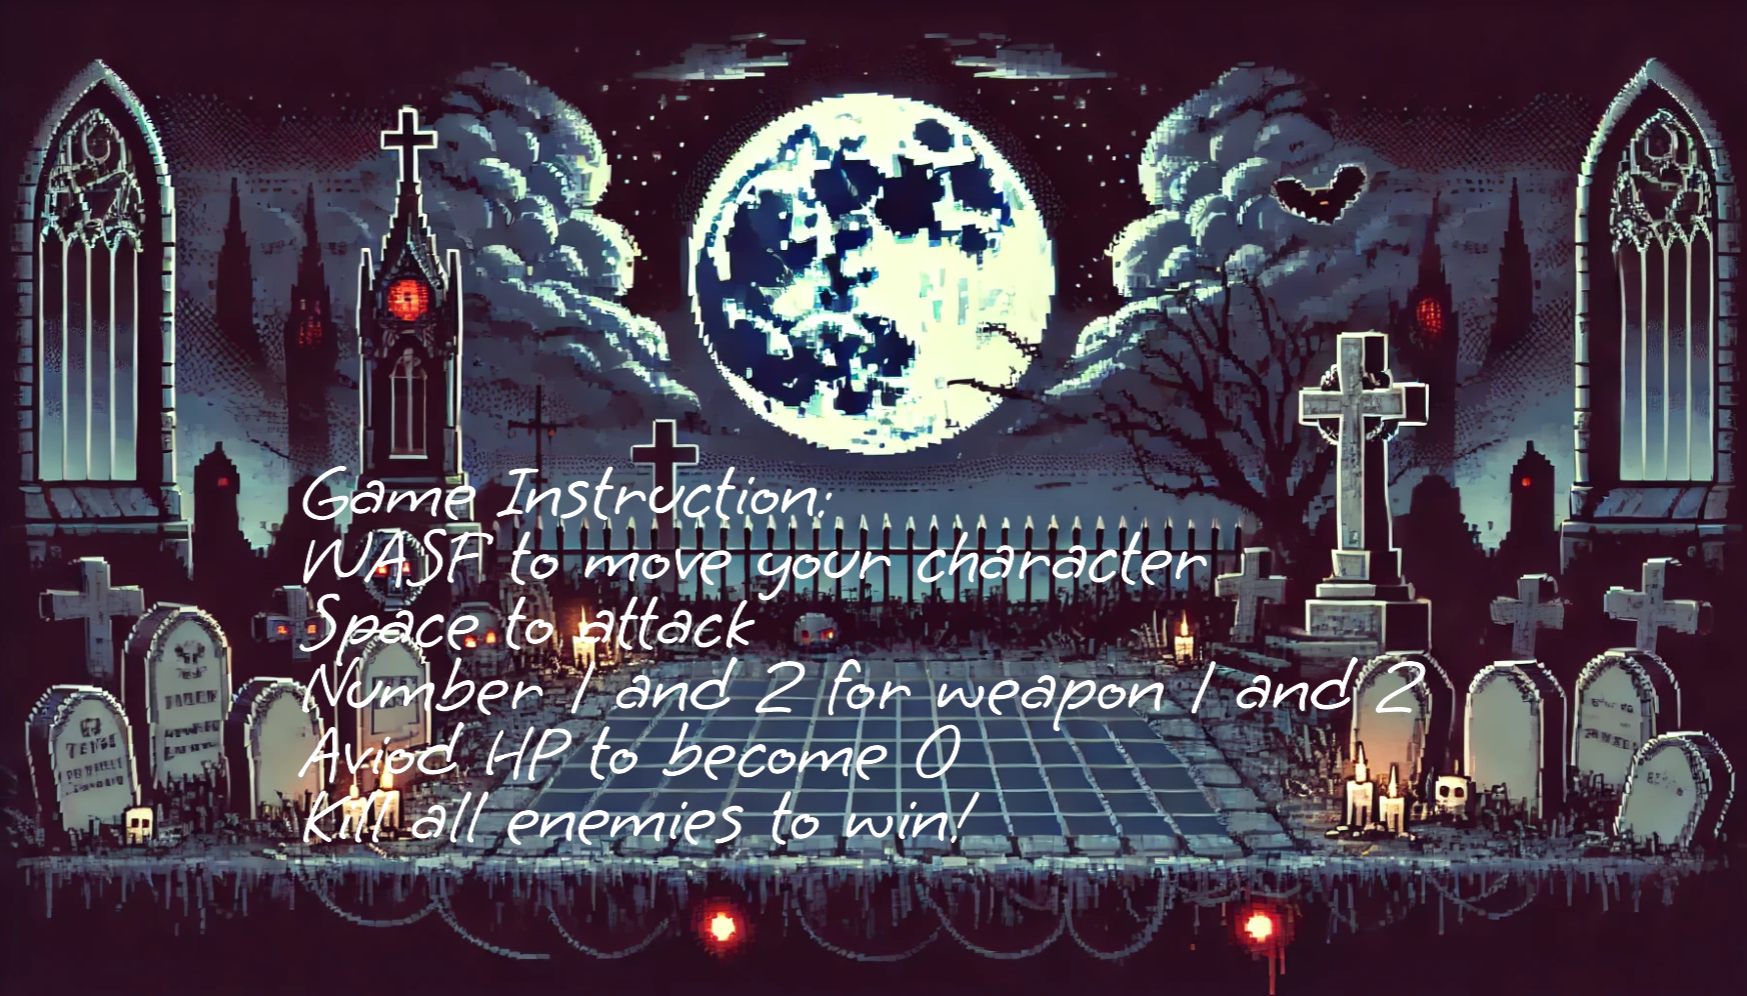 Game Instruction:
WASF to move your character
Space to attack
Number 1 and 2 for weapon 1 and 2
Aviod HP to become 0
Kill all enemies to win!